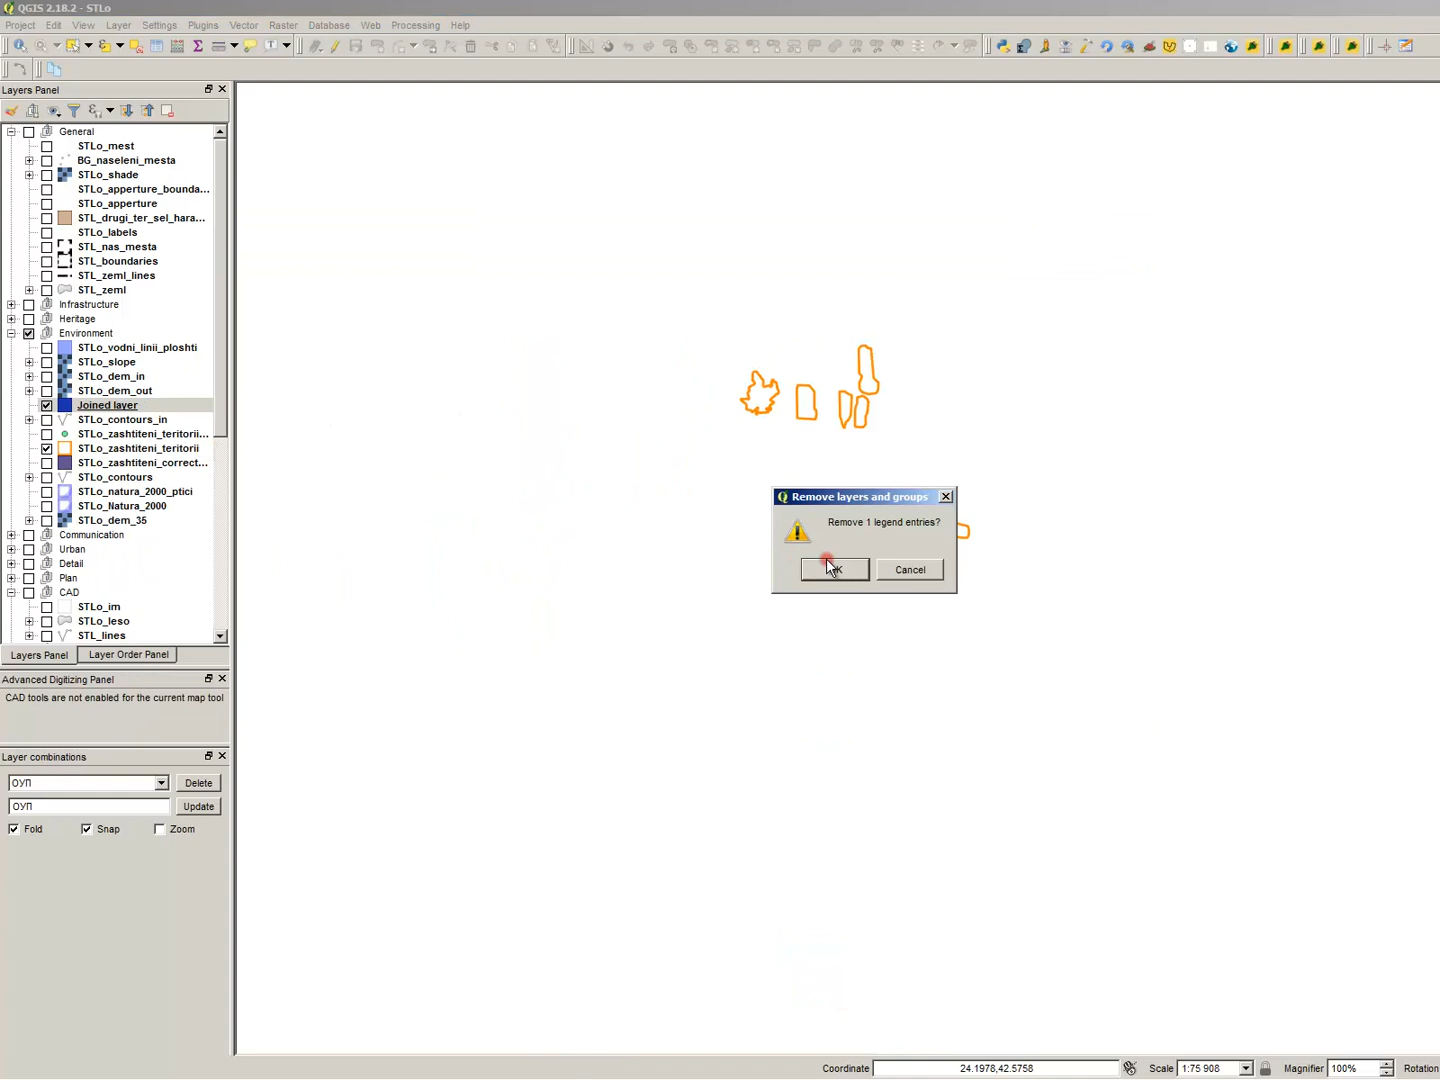 QGIS 2.18.2 - STLo
Project Edit View Layer Settings Plugins Vector Raster Database Web Processing Help
Layers Panel
General
STLo_mest
BG_naseleni_mesta
STLo_shade
STLo_apperture_bounda...
STLo_apperture
STL_drugi_ter_sel_hara...
STLo_labels
STL_nas_mesta
STL_boundaries
STL_zeml_lines
STL_zeml
Infrastructure
Heritage
Environment
STLo_vodni_linii_ploshti
STLo_slope
STLo_dem_in
STLo_dem_out
Joined layer
STLo_contours_in
STLo_zashtiteni_teritorii...
STLo_zashtiteni_teritorii
STLo_zashtiteni_correct...
STLo_contours
STLo_natura_2000_ptici
STLo_Natura_2000
STLo_dem_35
Communication
Urban
Detail
Plan
CAD
STLo_im
STLo_leso
STL_lines
Layers Panel Layer Order Panel
Advanced Digitizing Panel
CAD tools are not enabled for the current map tool
Layer combinations
ОУП Delete
ОУП Update
Fold Snap Zoom
Remove layers and groups
Remove 1 legend entries?
OK Cancel
Coordinate 24.1978,42.5758 Scale 1:75 908 Magnifier 100% Rotation